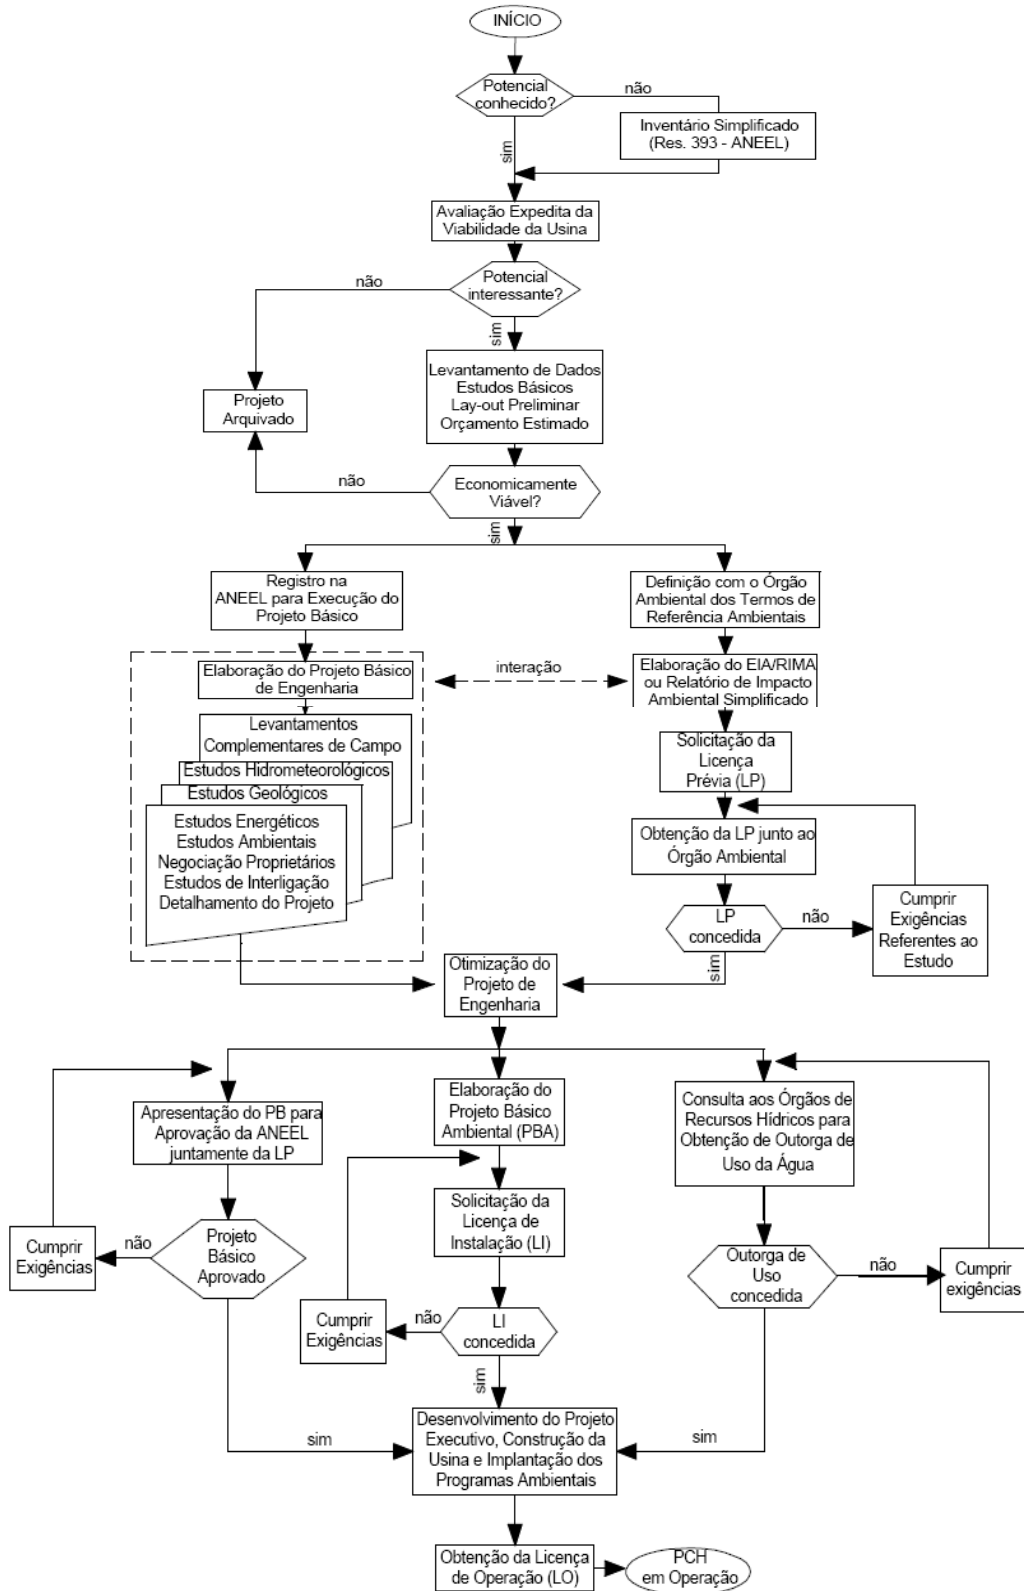 INÍCIO
Potencial
conhecido?
não
Inventário Simplificado
(Res. 393 - ANEEL)
sim
Avaliação Expedita da
Viabilidade da Usina
Potencial
interessante?
não
sim
Levantamento de Dados
Estudos Básicos
Lay-out Preliminar
Orçamento Estimado
Projeto
Arquivado
Economicamente
Viável?
não
sim
Registro na
ANEEL para Execução do
Projeto Básico
Definição com o Órgão
Ambiental dos Termos de
Referência Ambientais
Elaboração do Projeto Básico
de Engenharia
interação
Elaboração do EIA/RIMA
ou Relatório de Impacto
Ambiental Simplificado
Levantamentos
Complementares de Campo
Estudos Hidrometeorológicos
Estudos Geológicos
Estudos Energéticos
Estudos Ambientais
Negociação Proprietários
Estudos de Interligação
Detalhamento do Projeto
Solicitação da
Licença
Prévia (LP)
Obtenção da LP junto ao
Órgão Ambiental
LP
concedida
não
Cumprir
Exigências
Referentes ao
Estudo
sim
Otimização do
Projeto de
Engenharia
Apresentação do PB para
Aprovação da ANEEL
juntamente da LP
Elaboração do
Projeto Básico
Ambiental (PBA)
Consulta aos Órgãos de
Recursos Hídricos para
Obtenção de Outorga de
Uso da Água
Solicitação da
Licença de
Instalação (LI)
Cumprir
Exigências
não
Projeto
Básico
Aprovado
Outorga de
Uso
concedida
não
Cumprir
exigências
Cumprir
Exigências
não
LI
concedida
sim
sim
sim
Desenvolvimento do Projeto
Executivo, Construção da
Usina e Implantação dos
Programas Ambientais
Obtenção da Licença
de Operação (LO)
PCH
em Operação